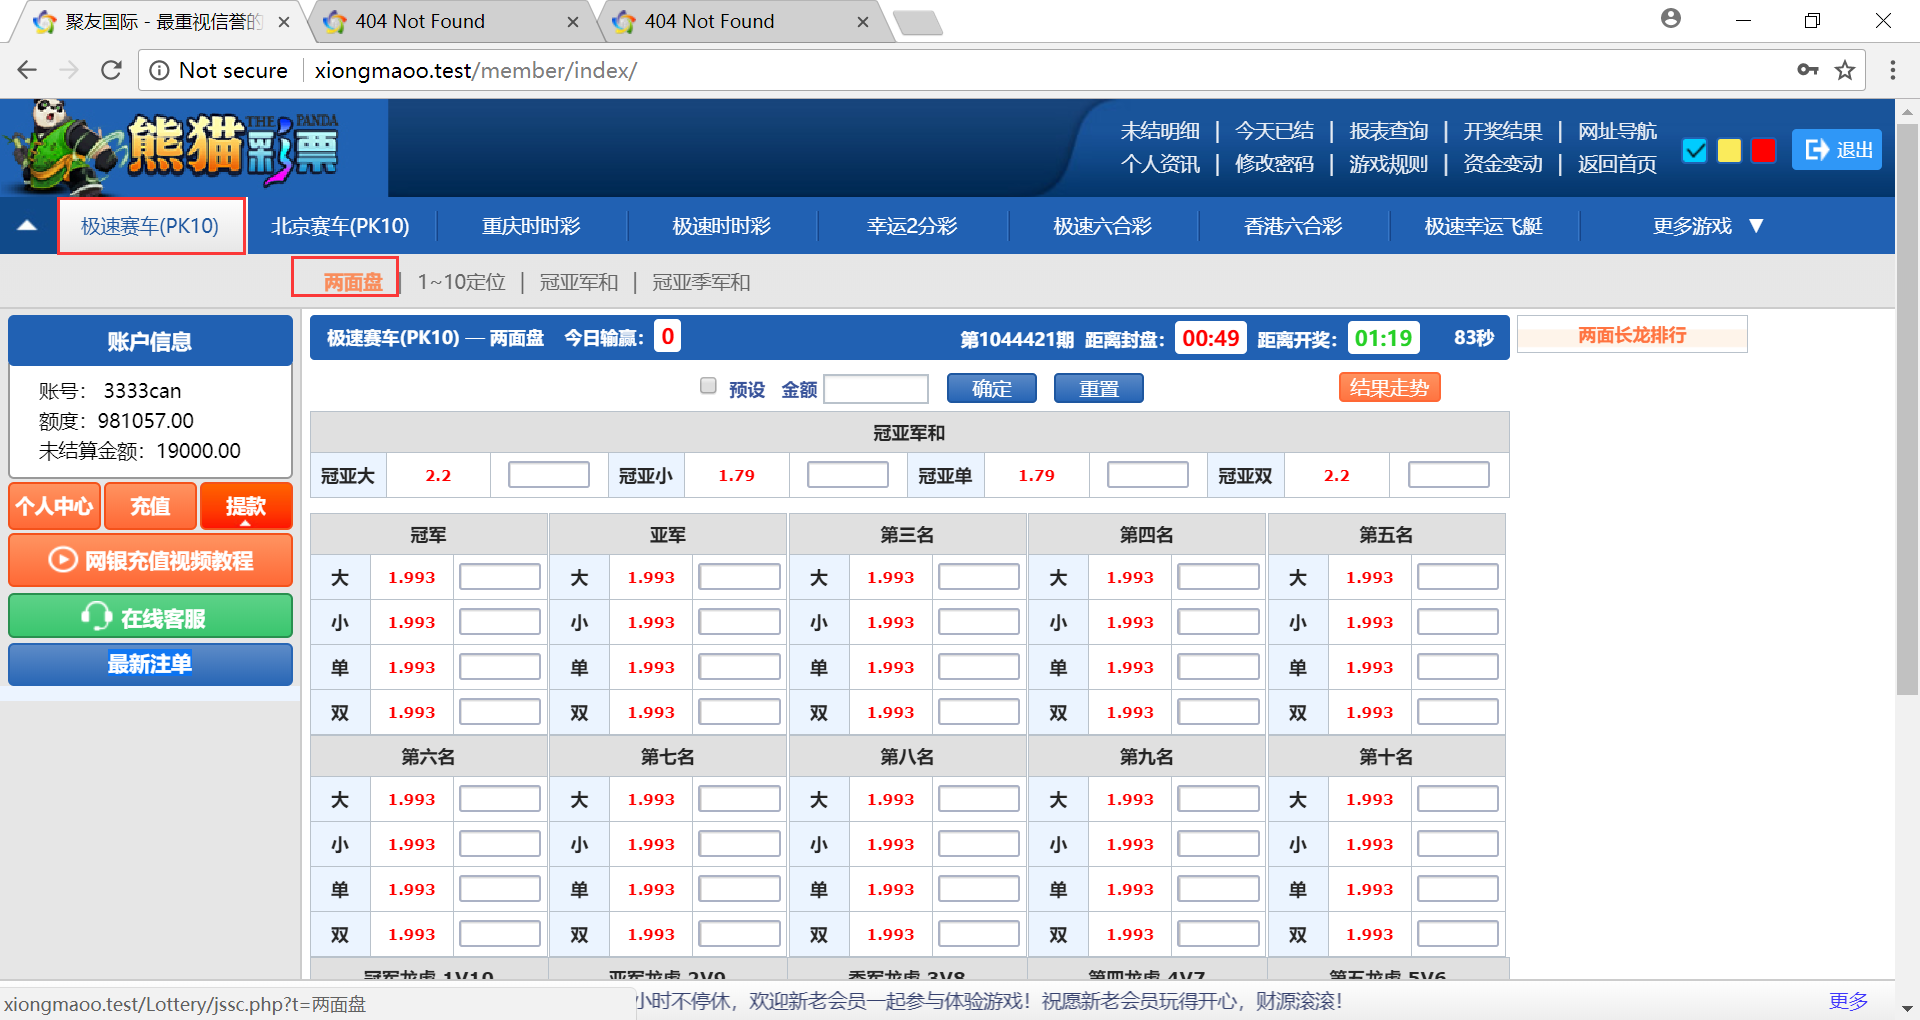 聚友国际 - 最重视信誉的
404 Not Found
404 Not Found
Not secure
xiongmaoo.test/member/index/
THE PANDA
熊猫彩票
未结明细 | 今天已结 | 报表查询 | 开奖结果 | 网址导航
个人资讯 | 修改密码 | 游戏规则 | 资金变动 | 返回首页
退出
极速赛车(PK10) 北京赛车(PK10) 重庆时时彩 极速时时彩 幸运2分彩 极速六合彩 香港六合彩 极速幸运飞艇 更多游戏 ▼
两面盘 | 1~10定位 | 冠亚军和 | 冠亚季军和
账户信息
账号： 3333can
额度：981057.00
未结算金额：19000.00
个人中心 充值 提款
网银充值视频教程
在线客服
最新注单
极速赛车(PK10) — 两面盘 今日输赢： 0 第1044421期 距离封盘： 00:49 距离开奖： 01:19 83秒
预设 金额 确定 重置 结果走势
两面长龙排行
冠亚军和
冠亚大 2.2 冠亚小 1.79 冠亚单 1.79 冠亚双 2.2
冠军 亚军 第三名 第四名 第五名
大 1.993 大 1.993 大 1.993 大 1.993 大 1.993
小 1.993 小 1.993 小 1.993 小 1.993 小 1.993
单 1.993 单 1.993 单 1.993 单 1.993 单 1.993
双 1.993 双 1.993 双 1.993 双 1.993 双 1.993
第六名 第七名 第八名 第九名 第十名
大 1.993 大 1.993 大 1.993 大 1.993 大 1.993
小 1.993 小 1.993 小 1.993 小 1.993 小 1.993
单 1.993 单 1.993 单 1.993 单 1.993 单 1.993
双 1.993 双 1.993 双 1.993 双 1.993 双 1.993
冠军龙虎 1V10 亚军龙虎 2V9 季军龙虎 3V8 第四龙虎 4V7 第五龙虎 5V6
小时不停休，欢迎新老会员一起参与体验游戏！祝愿新老会员玩得开心，财源滚滚！
更多
xiongmaoo.test/Lottery/jssc.php?t=两面盘